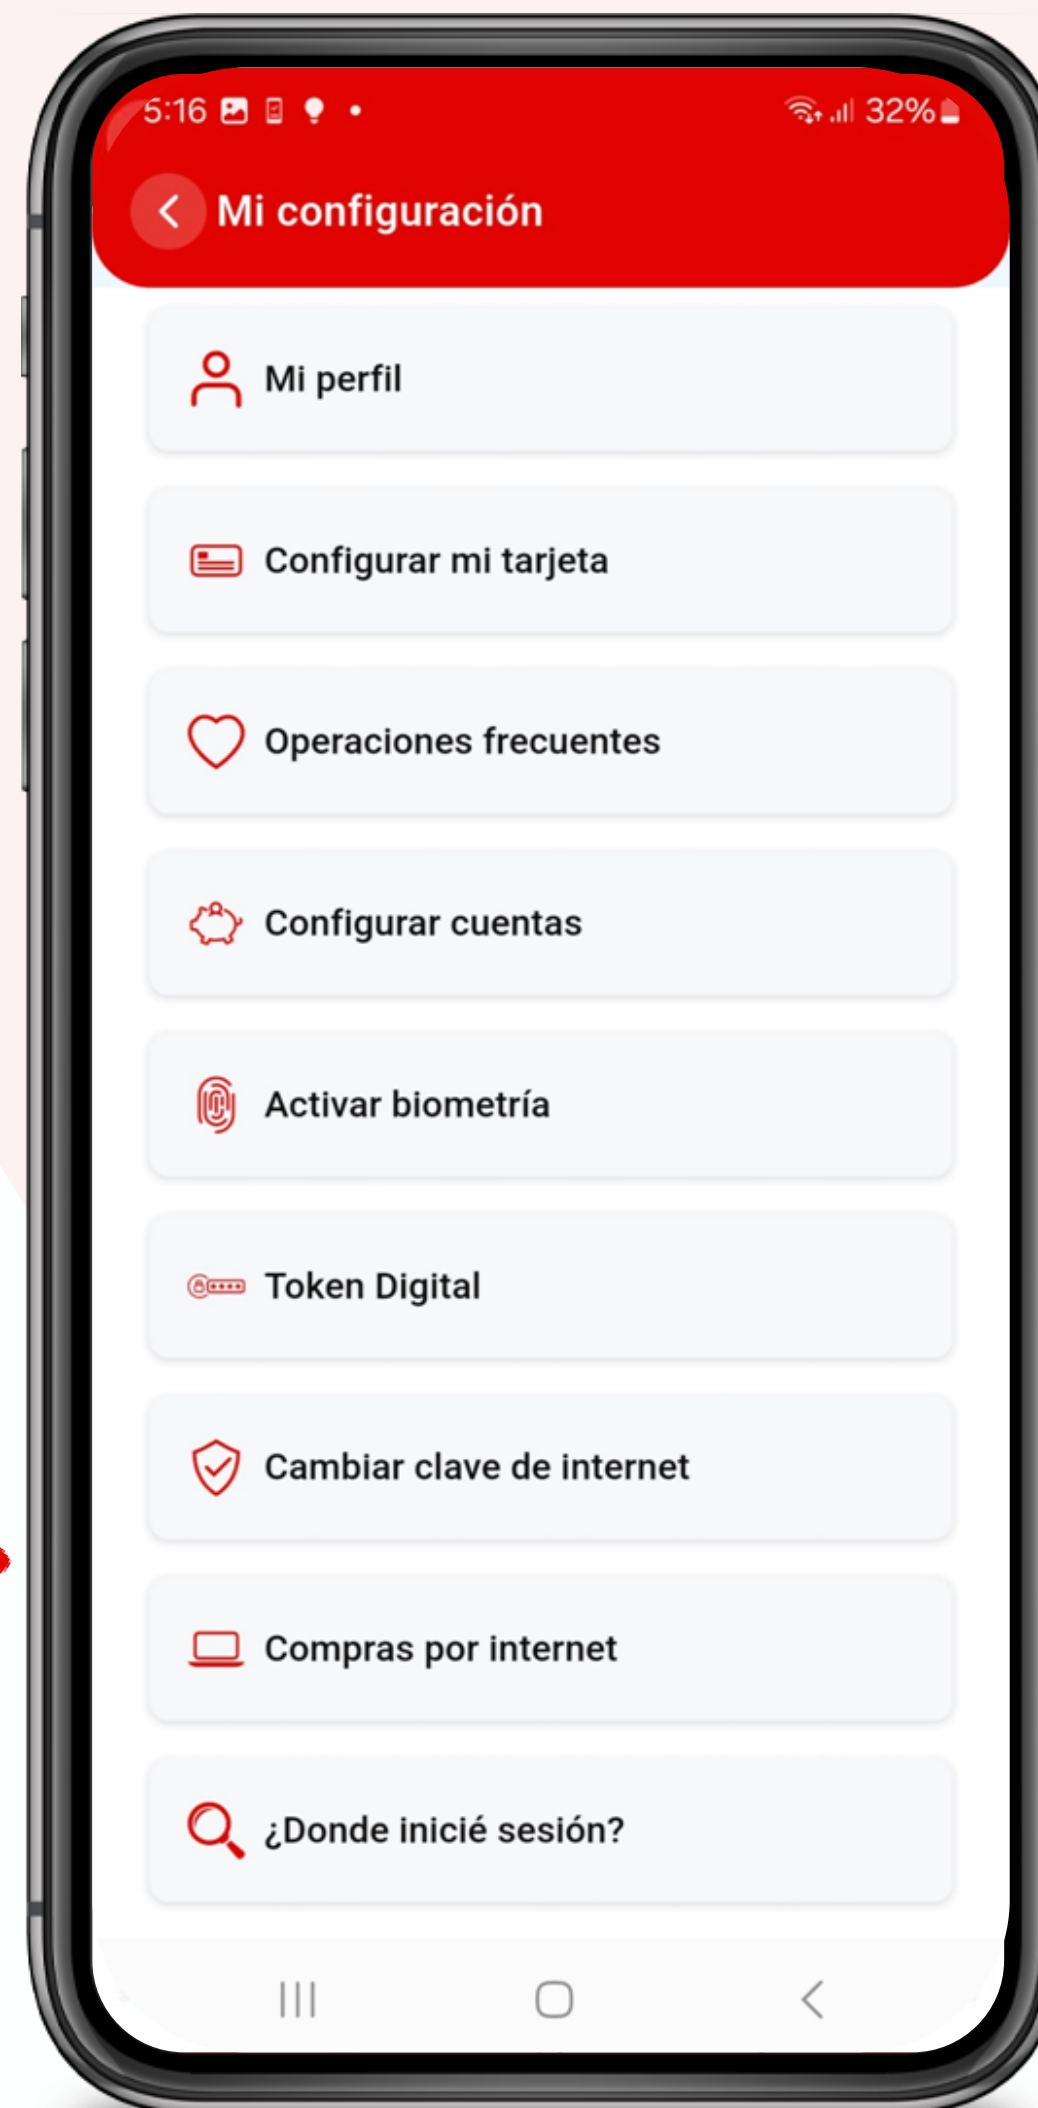 5:16
32%
Mi configuración
Mi perfil
Configurar mi tarjeta
Operaciones frecuentes
Configurar cuentas
Activar biometría
Token Digital
Cambiar clave de internet
Compras por internet
¿Donde inicié sesión?